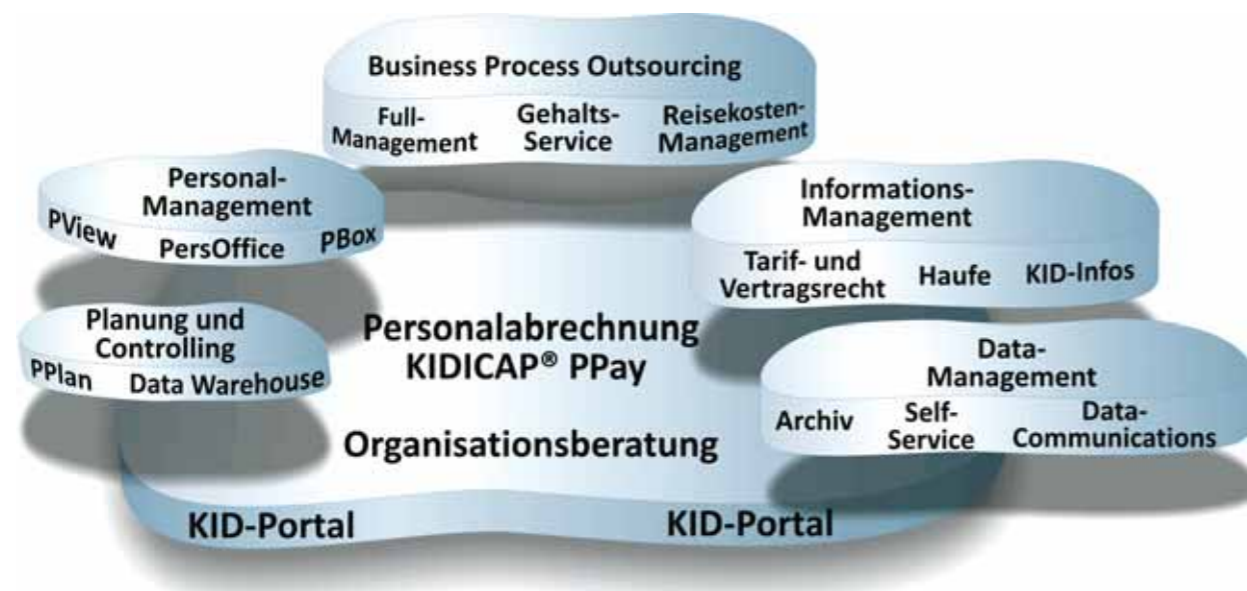 Business Process Outsourcing
Full-
Management
Gehalts-
Service
Reisekosten-
Management
Personal-
Management
PView
PersOffice
PBox
Informations-
Management
Tarif- und
Vertragsrecht
Haufe
KID-Infos
Planung und
Controlling
PPlan
Data Warehouse
Personalabrechnung
KIDICAP® PPay
Data-
Management
Archiv
Self-
Service
Data-
Communications
Organisationsberatung
KID-Portal
KID-Portal